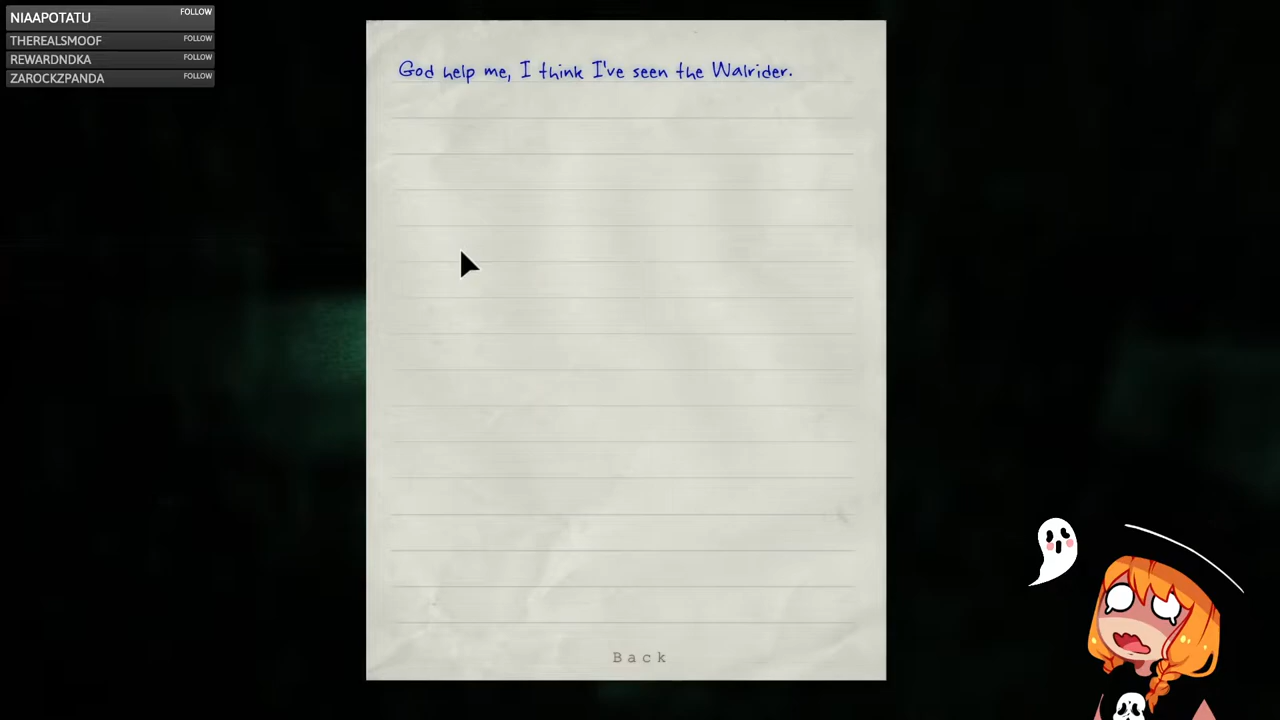 NIAAPOTATU FOLLOW
THEREALSMOOF FOLLOW
REWARDNDKA FOLLOW
ZAROCKZPANDA FOLLOW
God help me, I think I've seen the Walrider.
Back